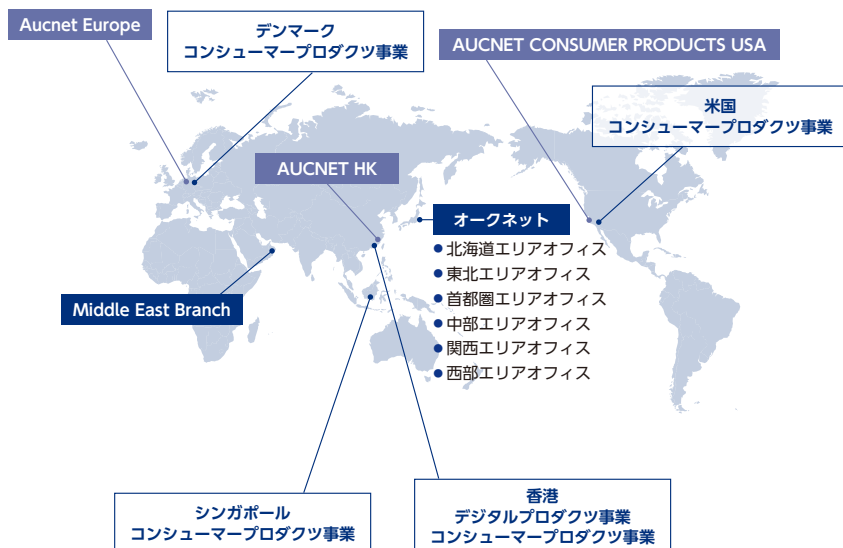 Aucnet Europe
デンマーク
コンシューマープロダクツ事業
AUCNET CONSUMER PRODUCTS USA
米国
コンシューマープロダクツ事業
AUCNET HK
オークネット
北海道エリアオフィス
東北エリアオフィス
首都圏エリアオフィス
中部エリアオフィス
関西エリアオフィス
西部エリアオフィス
Middle East Branch
シンガポール
コンシューマープロダクツ事業
香港
デジタルプロダクツ事業
コンシューマープロダクツ事業